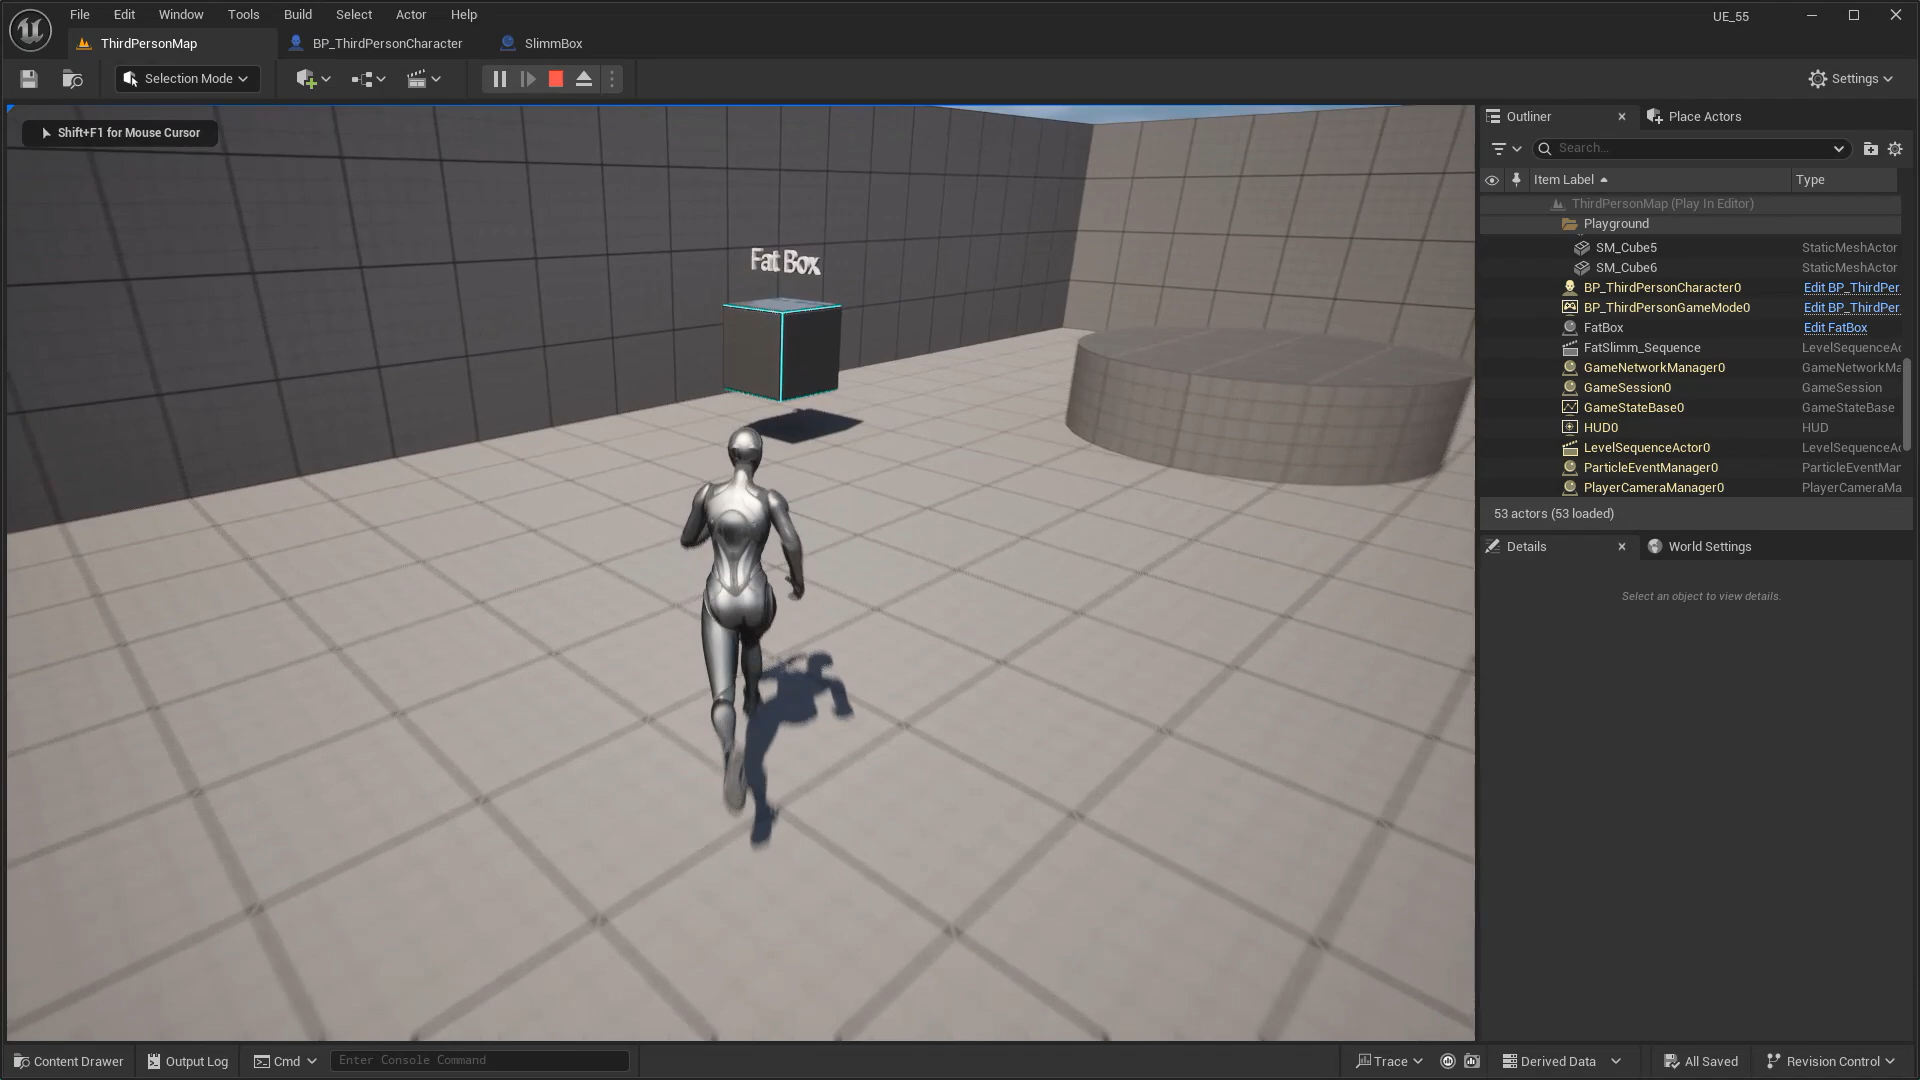 File Edit Window Tools Build Select Actor Help
UE_55
ThirdPersonMap
BP_ThirdPersonCharacter
SlimmBox
Selection Mode
Settings
Shift+F1 for Mouse Cursor
Fat Box
Outliner
Place Actors
Search...
Item Label
Type
ThirdPersonMap (Play In Editor)
Playground
SM_Cube5 StaticMeshActor
SM_Cube6 StaticMeshActor
BP_ThirdPersonCharacter0 Edit BP_ThirdPer
BP_ThirdPersonGameMode0 Edit BP_ThirdPer
FatBox Edit FatBox
FatSlimm_Sequence LevelSequenceAc
GameNetworkManager0 GameNetworkMa
GameSession0 GameSession
GameStateBase0 GameStateBase
HUD0 HUD
LevelSequenceActor0 LevelSequenceAc
ParticleEventManager0 ParticleEventMan
PlayerCameraManager0 PlayerCameraMa
53 actors (53 loaded)
Details
World Settings
Select an object to view details.
Content Drawer
Output Log
Cmd
Enter Console Command
Trace
Derived Data
All Saved
Revision Control